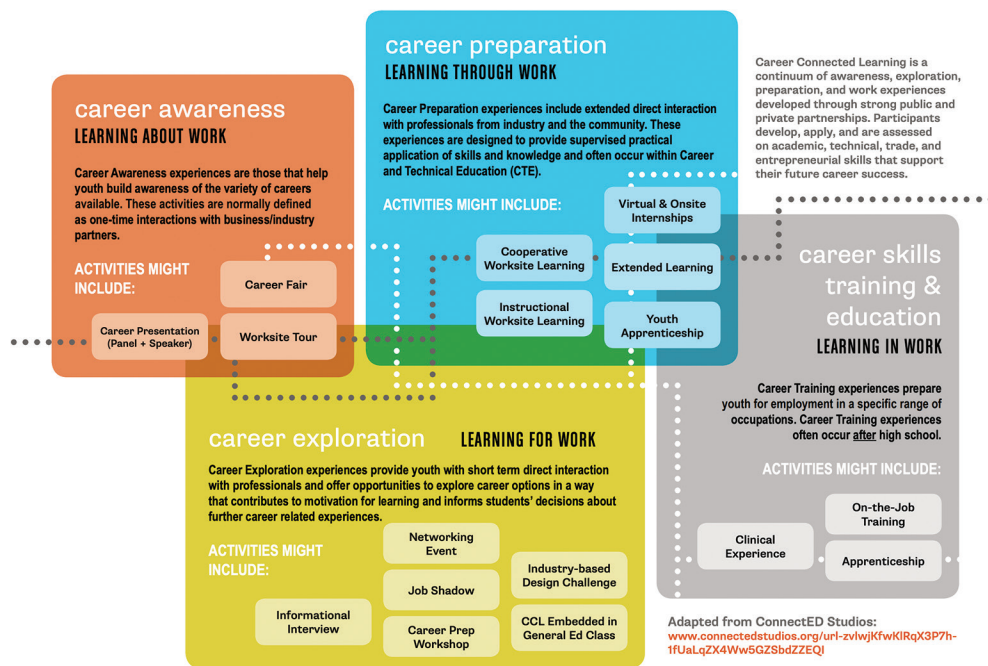 career awareness
LEARNING ABOUT WORK
Career Awareness experiences are those that help
youth build awareness of the variety of careers
available. These activities are normally defined
as one-time interactions with business/industry
partners.
ACTIVITIES MIGHT
INCLUDE:
Career Fair
Career Presentation
(Panel + Speaker)
Worksite Tour
career preparation
LEARNING THROUGH WORK
Career Preparation experiences include extended direct interaction
with professionals from industry and the community. These
experiences are designed to provide supervised practical
application of skills and knowledge and often occur within Career
and Technical Education (CTE).
ACTIVITIES MIGHT INCLUDE:
Virtual & Onsite
Internships
Cooperative
Worksite Learning
Extended Learning
Instructional
Worksite Learning
Youth
Apprenticeship
Career Connected Learning is a
continuum of awareness, exploration,
preparation, and work experiences
developed through strong public and
private partnerships. Participants
develop, apply, and are assessed
on academic, technical, trade, and
entrepreneurial skills that support
their future career success.
career exploration
LEARNING FOR WORK
Career Exploration experiences provide youth with short term direct interaction
with professionals and offer opportunities to explore career options in a way
that contributes to motivation for learning and informs students' decisions about
further career related experiences.
ACTIVITIES MIGHT
INCLUDE:
Networking
Event
Industry-based
Design Challenge
Job Shadow
Informational
Interview
Career Prep
Workshop
CCL Embedded in
General Ed Class
career skills
training &
education
LEARNING IN WORK
Career Training experiences prepare
youth for employment in a specific range of
occupations. Career Training experiences
often occur after high school.
ACTIVITIES MIGHT INCLUDE:
On-the-Job
Training
Clinical
Experience
Apprenticeship
Adapted from ConnectED Studios:
www.connectedstudios.org/url-zvlwjKfwKlRqX3P7h-
1fUaLqZX4Ww5GZSbdZZEQI